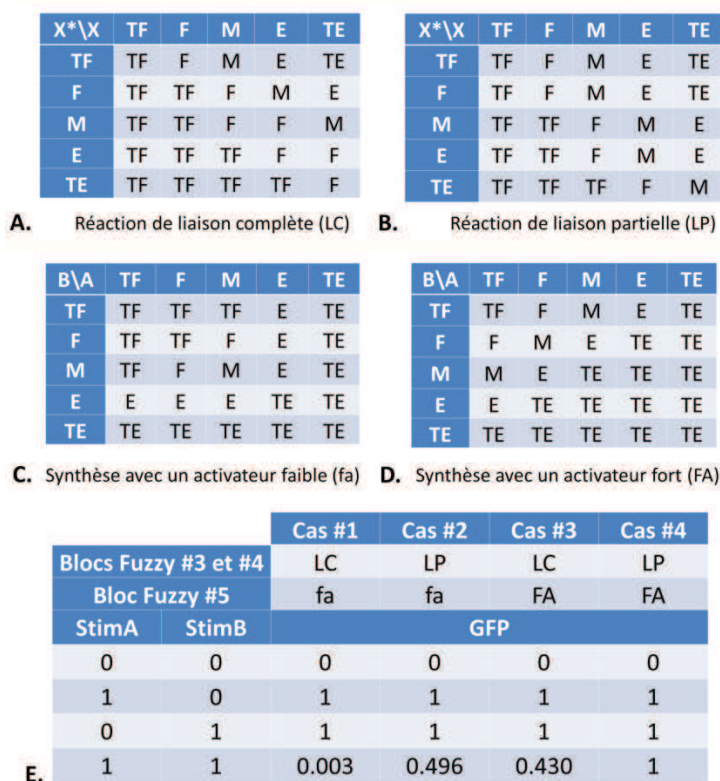 X*\X TF F M E TE
TF TF F M E TE
F TF TF F M E
M TF TF F F M
E TF TF TF F F
TE TF TF TF TF F
A. Réaction de liaison complète (LC)
X*\X TF F M E TE
TF TF F M E TE
F TF F M E TE
M TF TF F M E
E TF TF F M E
TE TF TF TF F M
B. Réaction de liaison partielle (LP)
B\A TF F M E TE
TF TF TF TF E TE
F TF TF F E TE
M TF F M E TE
E E E E TE TE
TE TE TE TE TE TE
C. Synthèse avec un activateur faible (fa)
B\A TF F M E TE
TF TF F M E TE
F F M E TE TE
M M E TE TE TE
E E TE TE TE TE
TE TE TE TE TE TE
D. Synthèse avec un activateur fort (FA)
Cas #1 Cas #2 Cas #3 Cas #4
Blocs Fuzzy #3 et #4 LC LP LC LP
Bloc Fuzzy #5 fa fa FA FA
StimA StimB GFP
0 0 0 0 0 0
1 0 1 1 1 1
0 1 1 1 1 1
1 1 0.003 0.496 0.430 1
E.